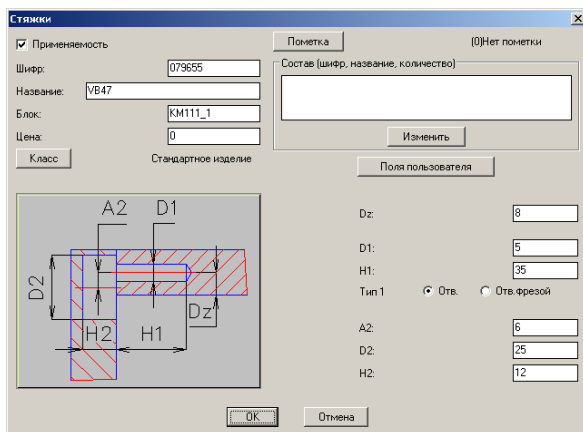 Стяжки
Применяемость
Пометка
(0)Нет пометки
Шифр:
079655
Состав (шифр, название, количество)
Название:
VB47
Блок:
KM111_1
Цена:
0
Изменить
Класс
Стандартное изделие
Поля пользователя
A2
D1
D2
H2
H1
Dz
Dz:
8
D1:
5
H1:
35
Тип 1
Отв.
Отв.фрезой
A2:
6
D2:
25
H2:
12
OK
Отмена